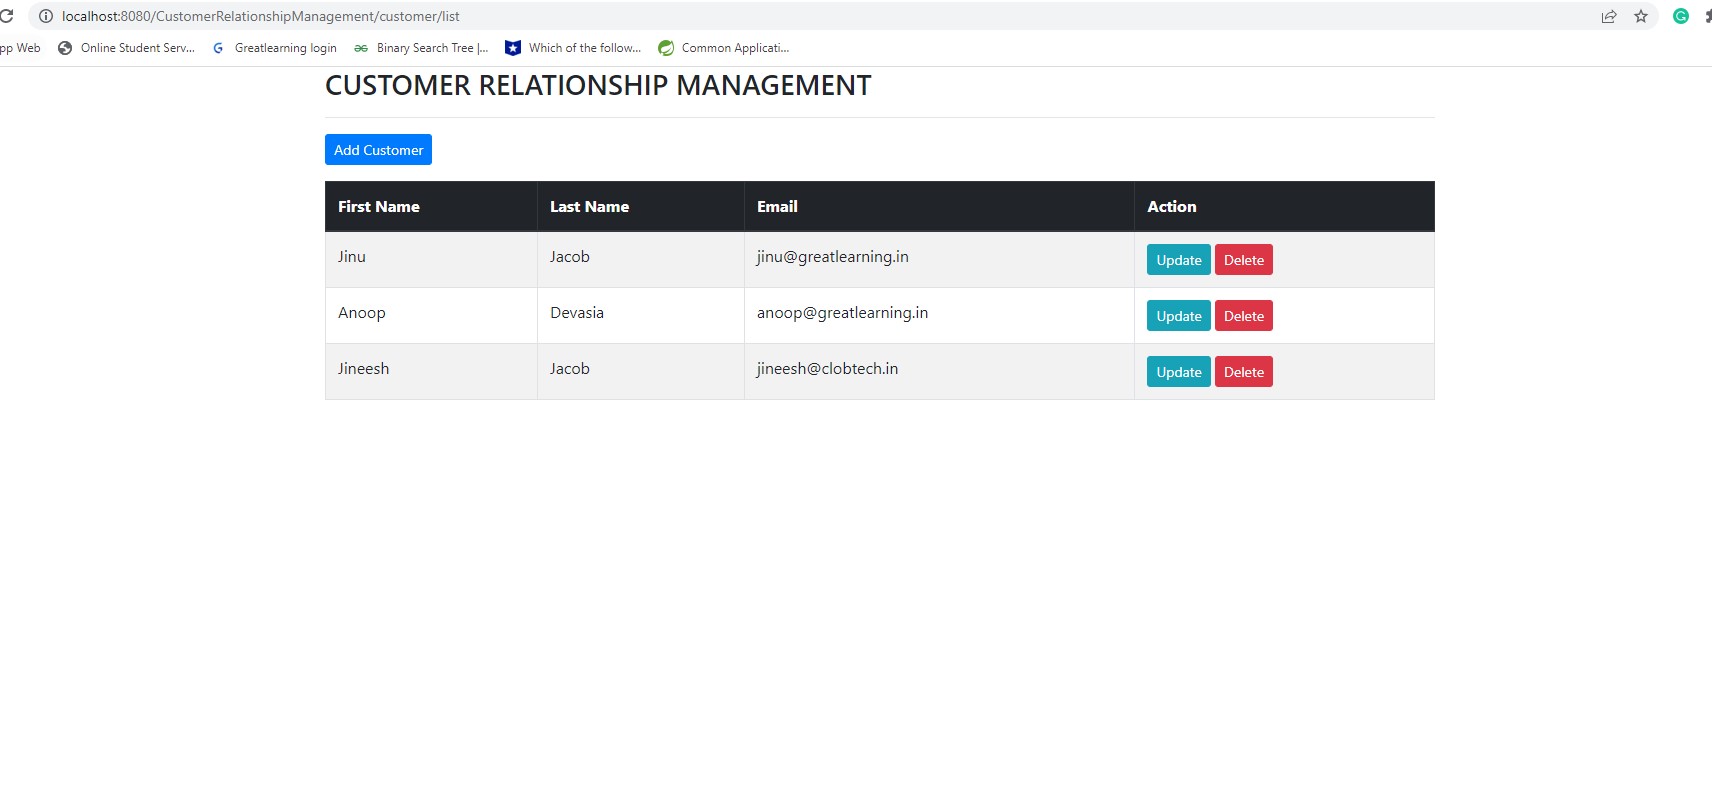 localhost:8080/CustomerRelationshipManagement/customer/list
pp Web Online Student Serv... Greatlearning login Binary Search Tree |... Which of the follow... Common Applicati...
CUSTOMER RELATIONSHIP MANAGEMENT
Add Customer
First Name Last Name Email Action
Jinu Jacob jinu@greatlearning.in Update Delete
Anoop Devasia anoop@greatlearning.in Update Delete
Jineesh Jacob jineesh@clobtech.in Update Delete